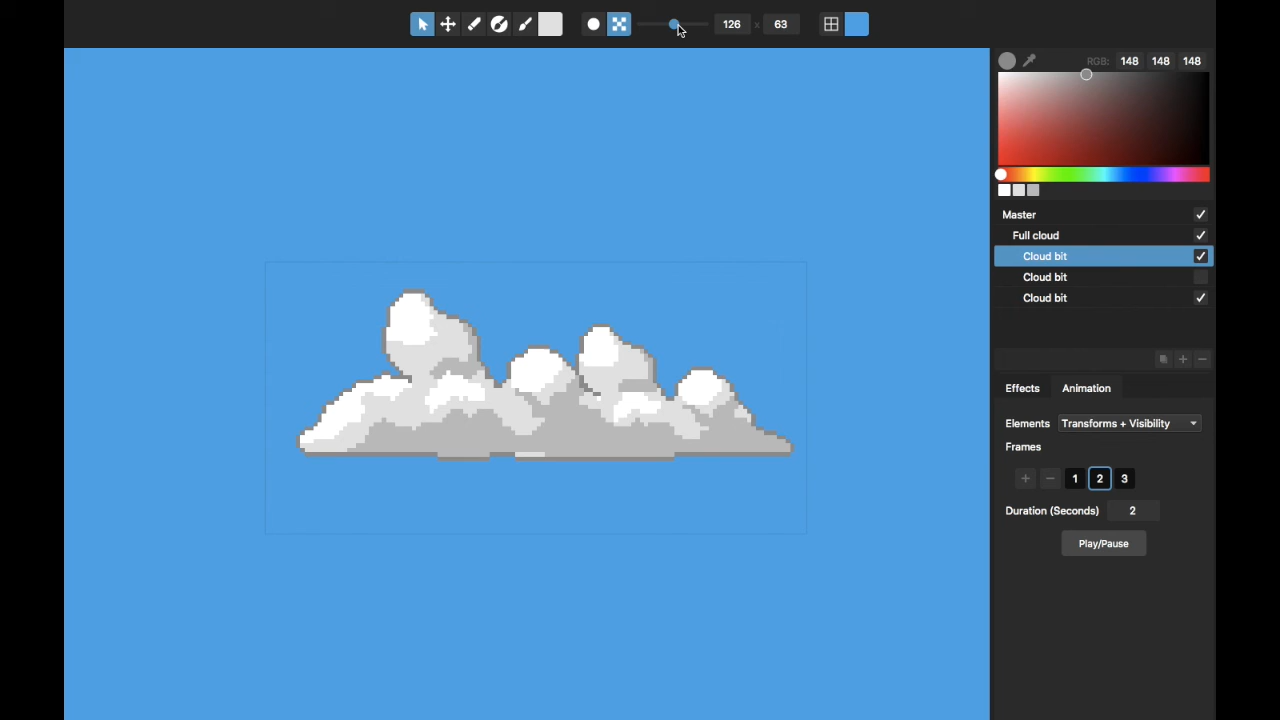 126 x 63
RGB: 148 148 148
Master
Full cloud
Cloud bit
Cloud bit
Cloud bit
Effects Animation
Elements Transforms + Visibility
Frames
+ − 1 2 3
Duration (Seconds) 2
Play/Pause